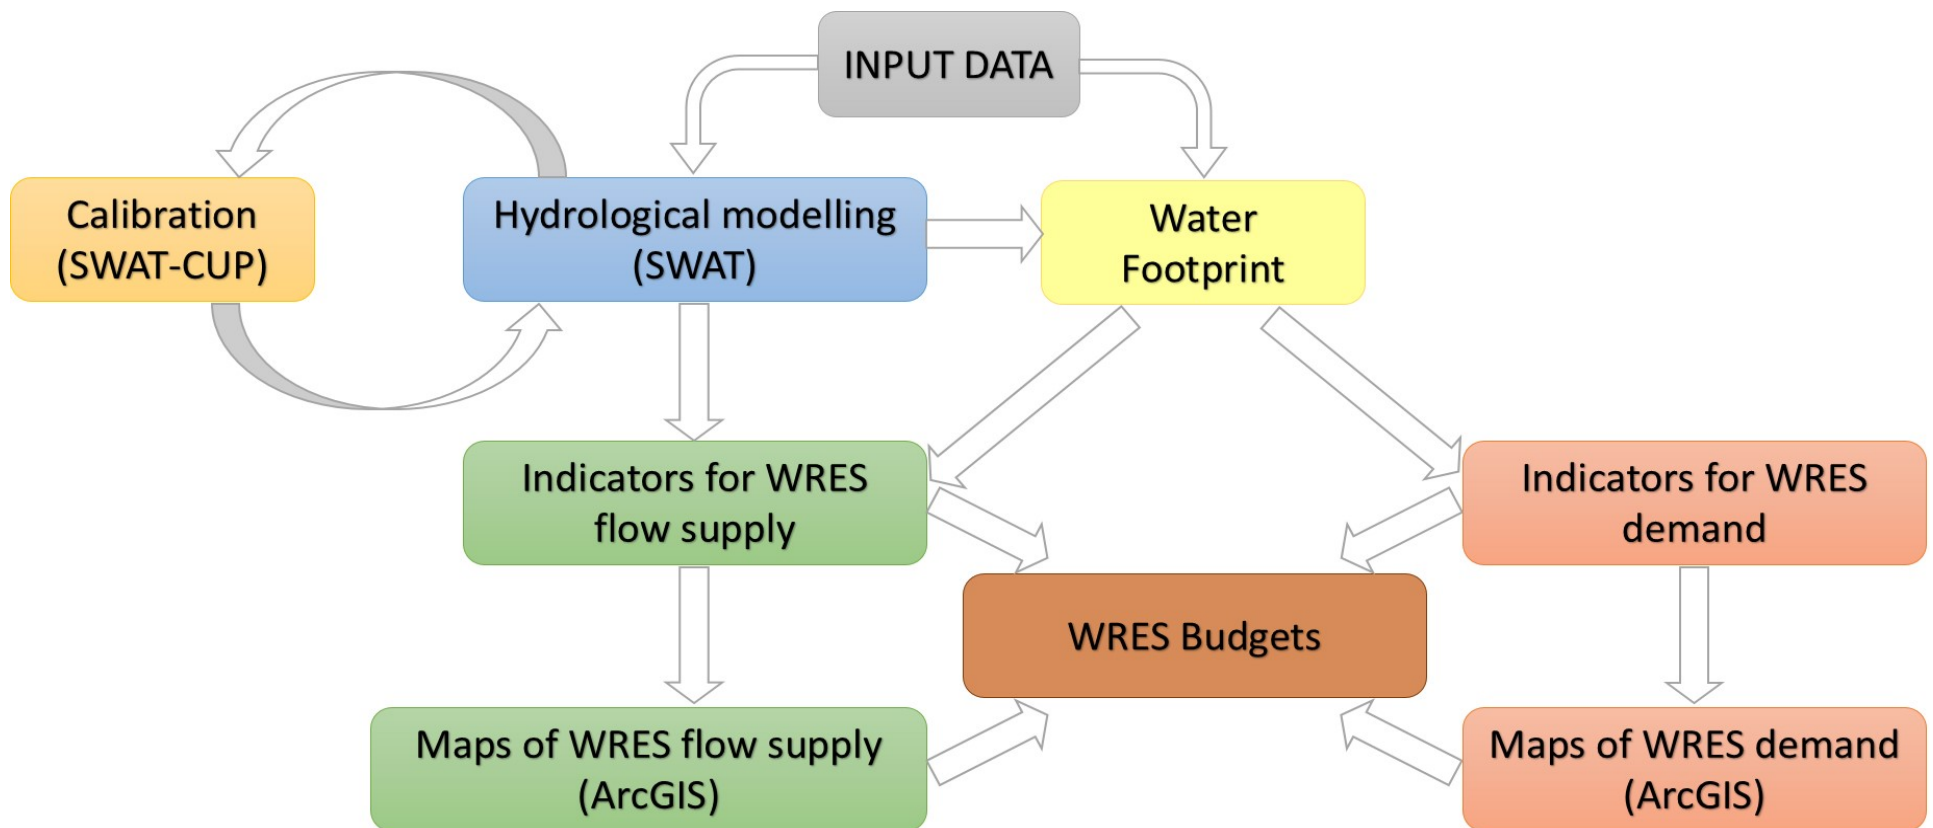 INPUT DATA
Calibration
(SWAT-CUP)
Hydrological modelling
(SWAT)
Water
Footprint
Indicators for WRES
flow supply
Indicators for WRES
demand
WRES Budgets
Maps of WRES flow supply
(ArcGIS)
Maps of WRES demand
(ArcGIS)